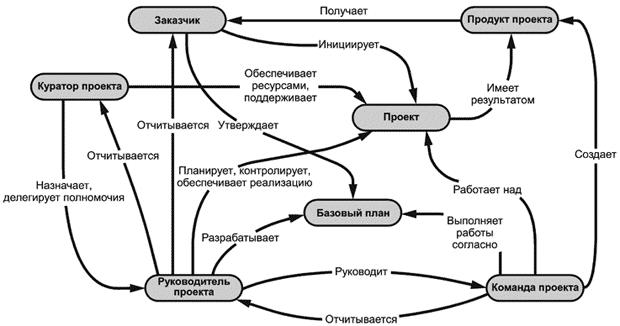 Получает
Заказчик
Продукт проекта
Инициирует
Куратор проекта
Обеспечивает
ресурсами,
поддерживает
Имеет
результатом
Проект
Отчитывается
Утверждает
Отчитывается
Планирует, контролирует,
обеспечивает реализацию
Создает
Назначает,
делегирует полномочия
Работает над
Базовый план
Выполняет
работы
согласно
Разрабатывает
Руководитель
проекта
Руководит
Команда проекта
Отчитывается